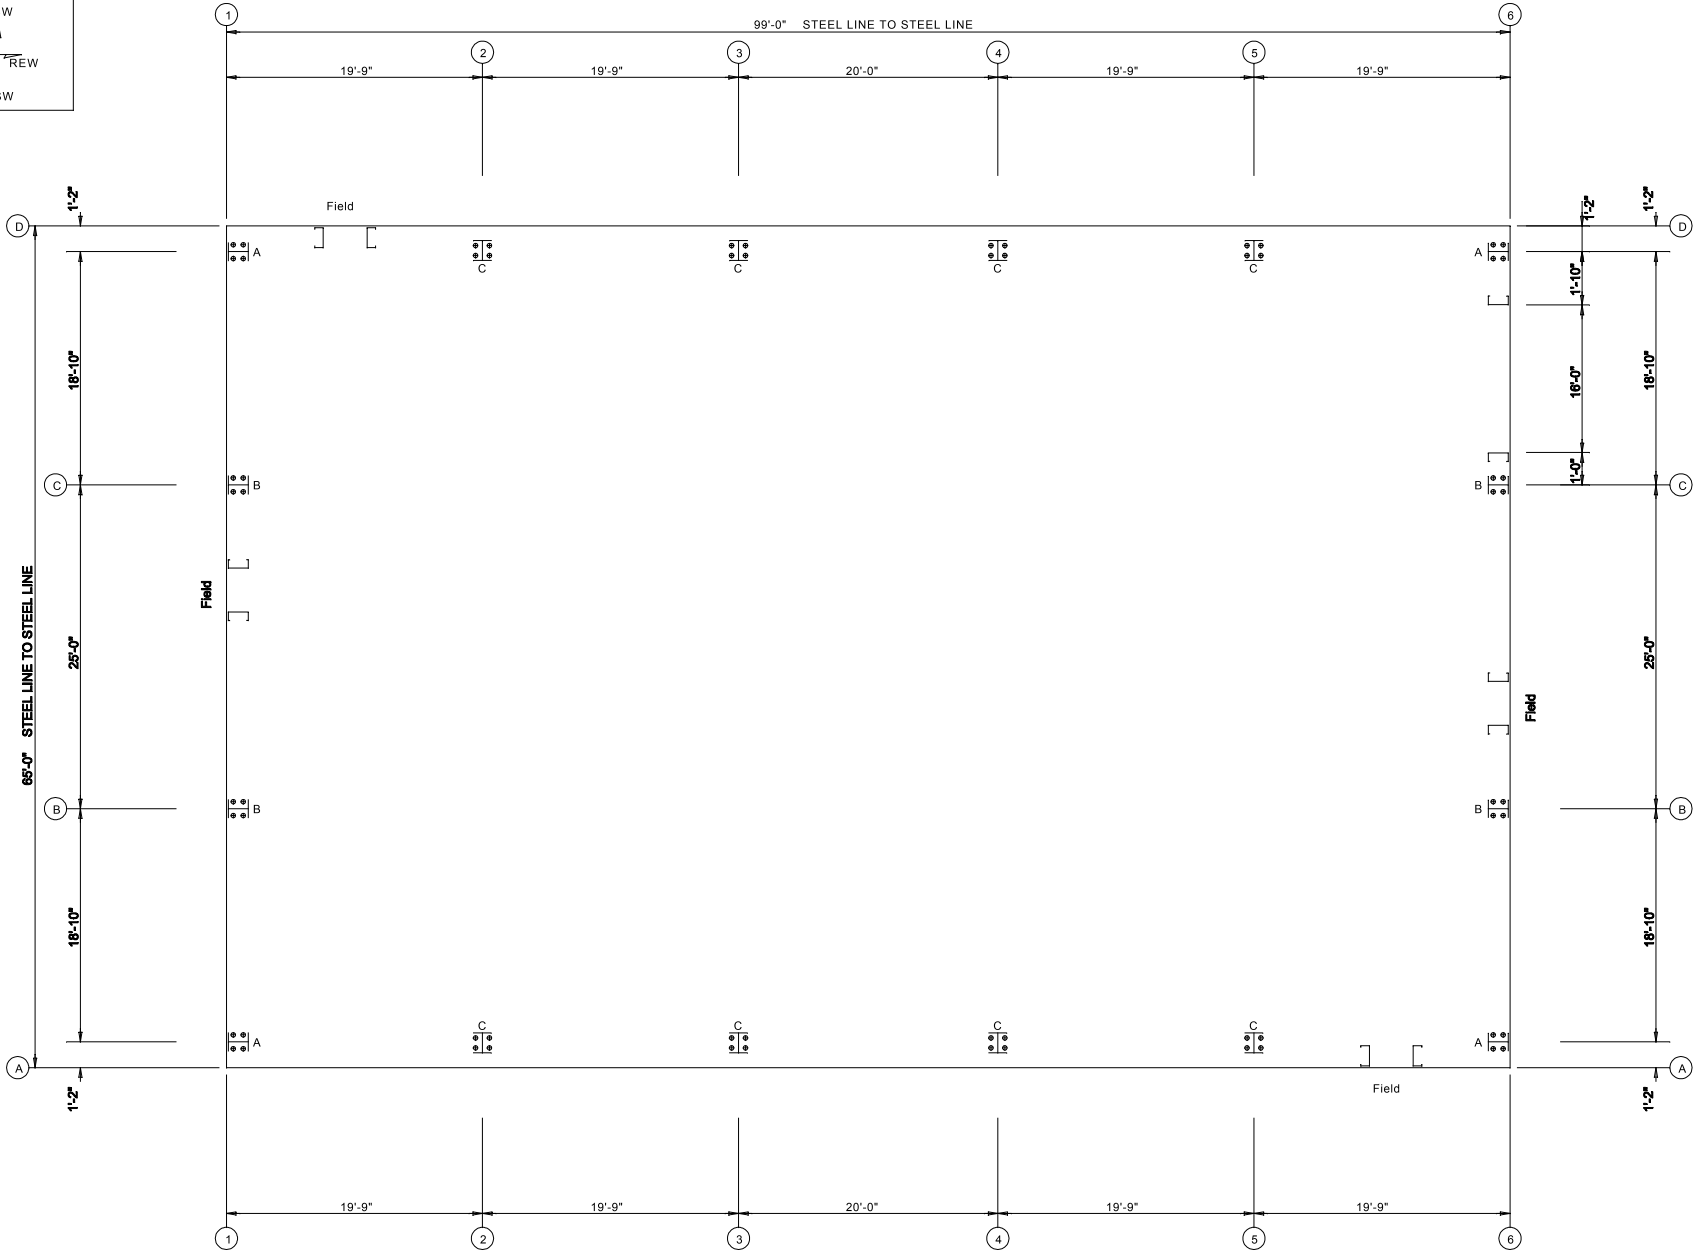 W
REW
SW
1
99'-0" STEEL LINE TO STEEL LINE
6
2
3
4
5
19'-9"
19'-9"
20'-0"
19'-9"
19'-9"
1'-2"
Field
1'-2"
1'-2"
D
D
A
C
C
C
C
A
1'-10"
18'-10"
16'-0"
18'-10"
1'-0"
C
B
B
C
65'-0" STEEL LINE TO STEEL LINE
Field
25'-0"
25'-0"
Field
B
B
B
B
18'-10"
18'-10"
C
C
C
C
A
A
A
A
Field
1'-2"
1'-2"
19'-9"
19'-9"
20'-0"
19'-9"
19'-9"
1
2
3
4
5
6